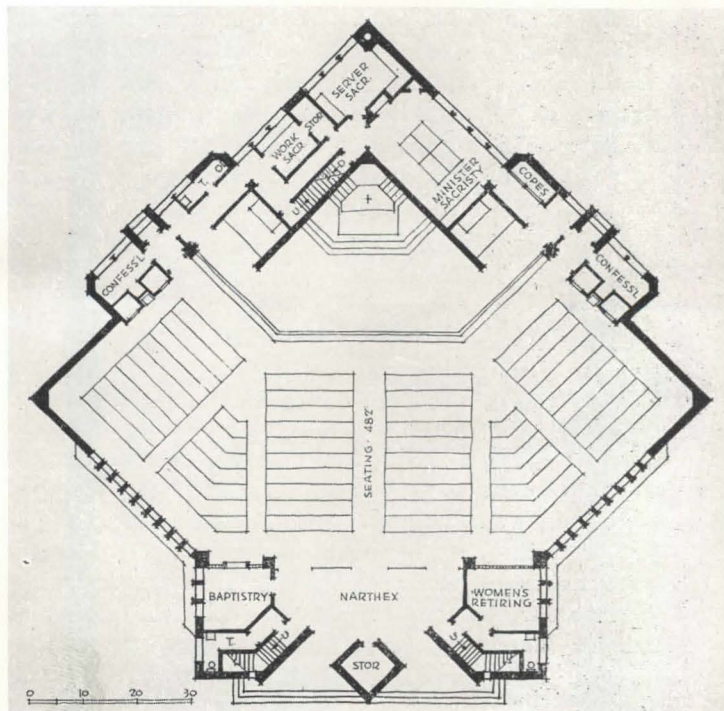 SERVER
SACR.
STOR
WORK
SACR.
T.
U
D
MINISTER
SACRISTY
COPES
CONFESS'L
CONFESS'L
SEATING · 482
BAPTISTRY
NARTHEX
WOMEN'S
RETIRING
T.
U
STOR
0 10 20 30